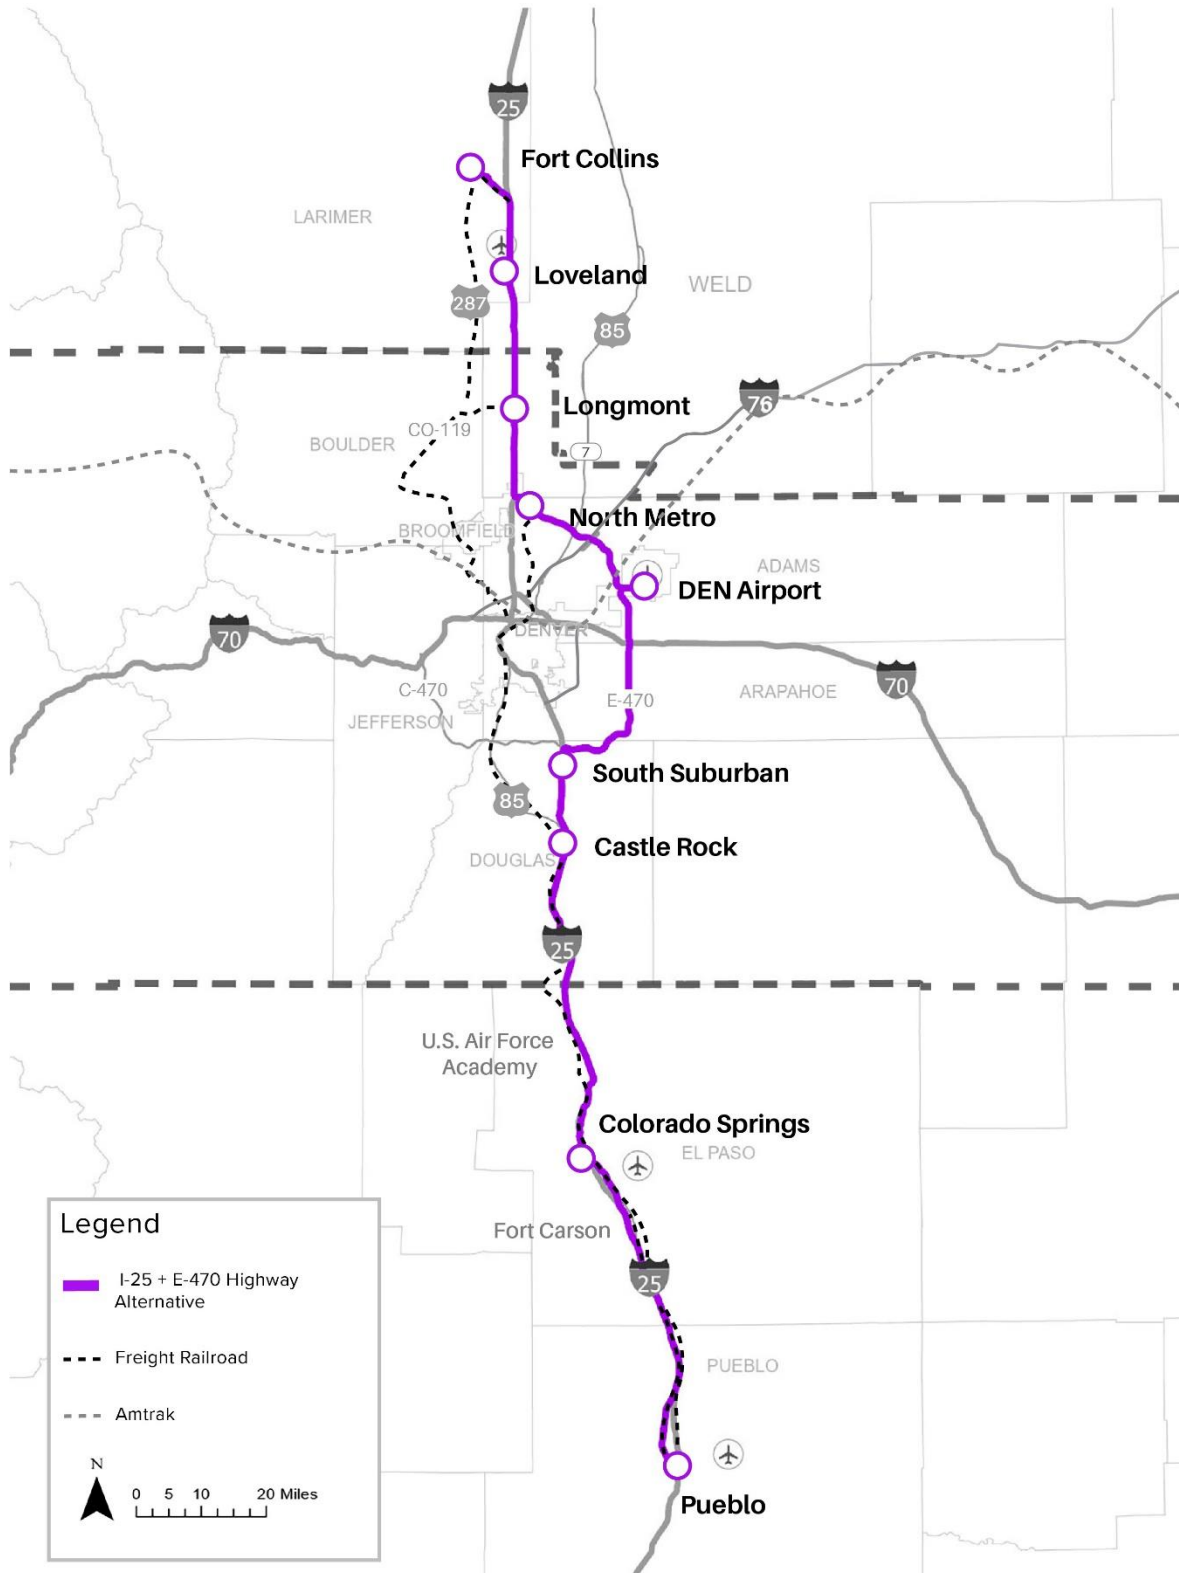 25
Fort Collins
LARIMER
Loveland
WELD
287
85
76
Longmont
CO-119
BOULDER
7
North Metro
BROOMFIELD
ADAMS
DEN Airport
70
DENVER
70
C-470
E-470
ARAPAHOE
JEFFERSON
South Suburban
85
Castle Rock
DOUGLAS
25
U.S. Air Force
Academy
Colorado Springs
EL PASO
Fort Carson
25
PUEBLO
Pueblo
Legend
I-25 + E-470 Highway
Alternative
Freight Railroad
Amtrak
N
0 5 10 20 Miles